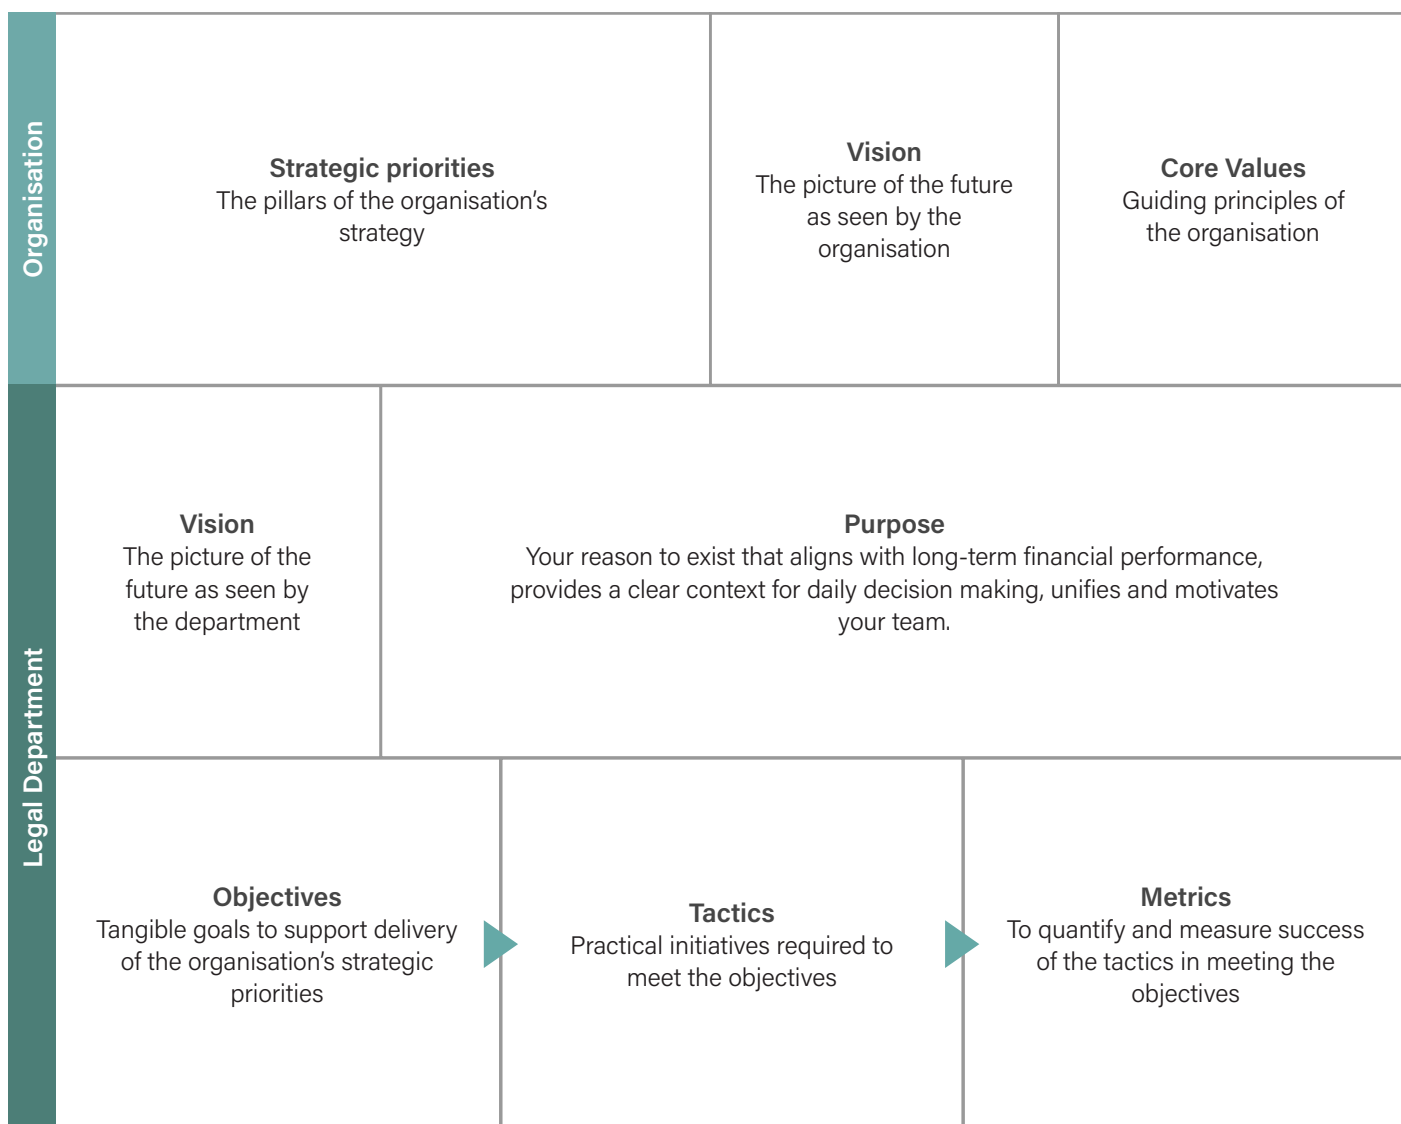 Organisation
Strategic priorities
The pillars of the organisation’s
strategy
Vision
The picture of the future
as seen by the
organisation
Core Values
Guiding principles of
the organisation
Legal Department
Vision
The picture of the
future as seen by
the department
Purpose
Your reason to exist that aligns with long-term financial performance,
provides a clear context for daily decision making, unifies and motivates
your team.
Objectives
Tangible goals to support delivery
of the organisation’s strategic
priorities
Tactics
Practical initiatives required to
meet the objectives
Metrics
To quantify and measure success
of the tactics in meeting the
objectives